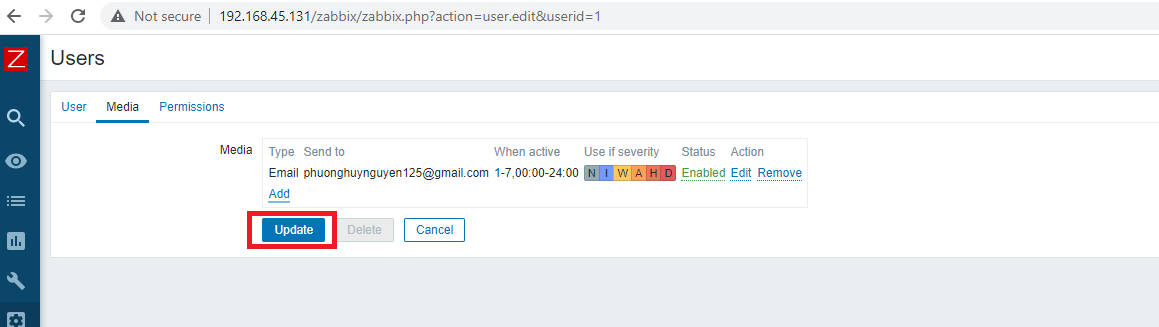 Not secure 192.168.45.131/zabbix/zabbix.php?action=user.edit&userid=1
Z
Users
User Media Permissions
Media
Type Send to When active Use if severity Status Action
Email phuonghuynguyen125@gmail.com 1-7,00:00-24:00 N I W A H D Enabled Edit Remove
Add
Update Delete Cancel